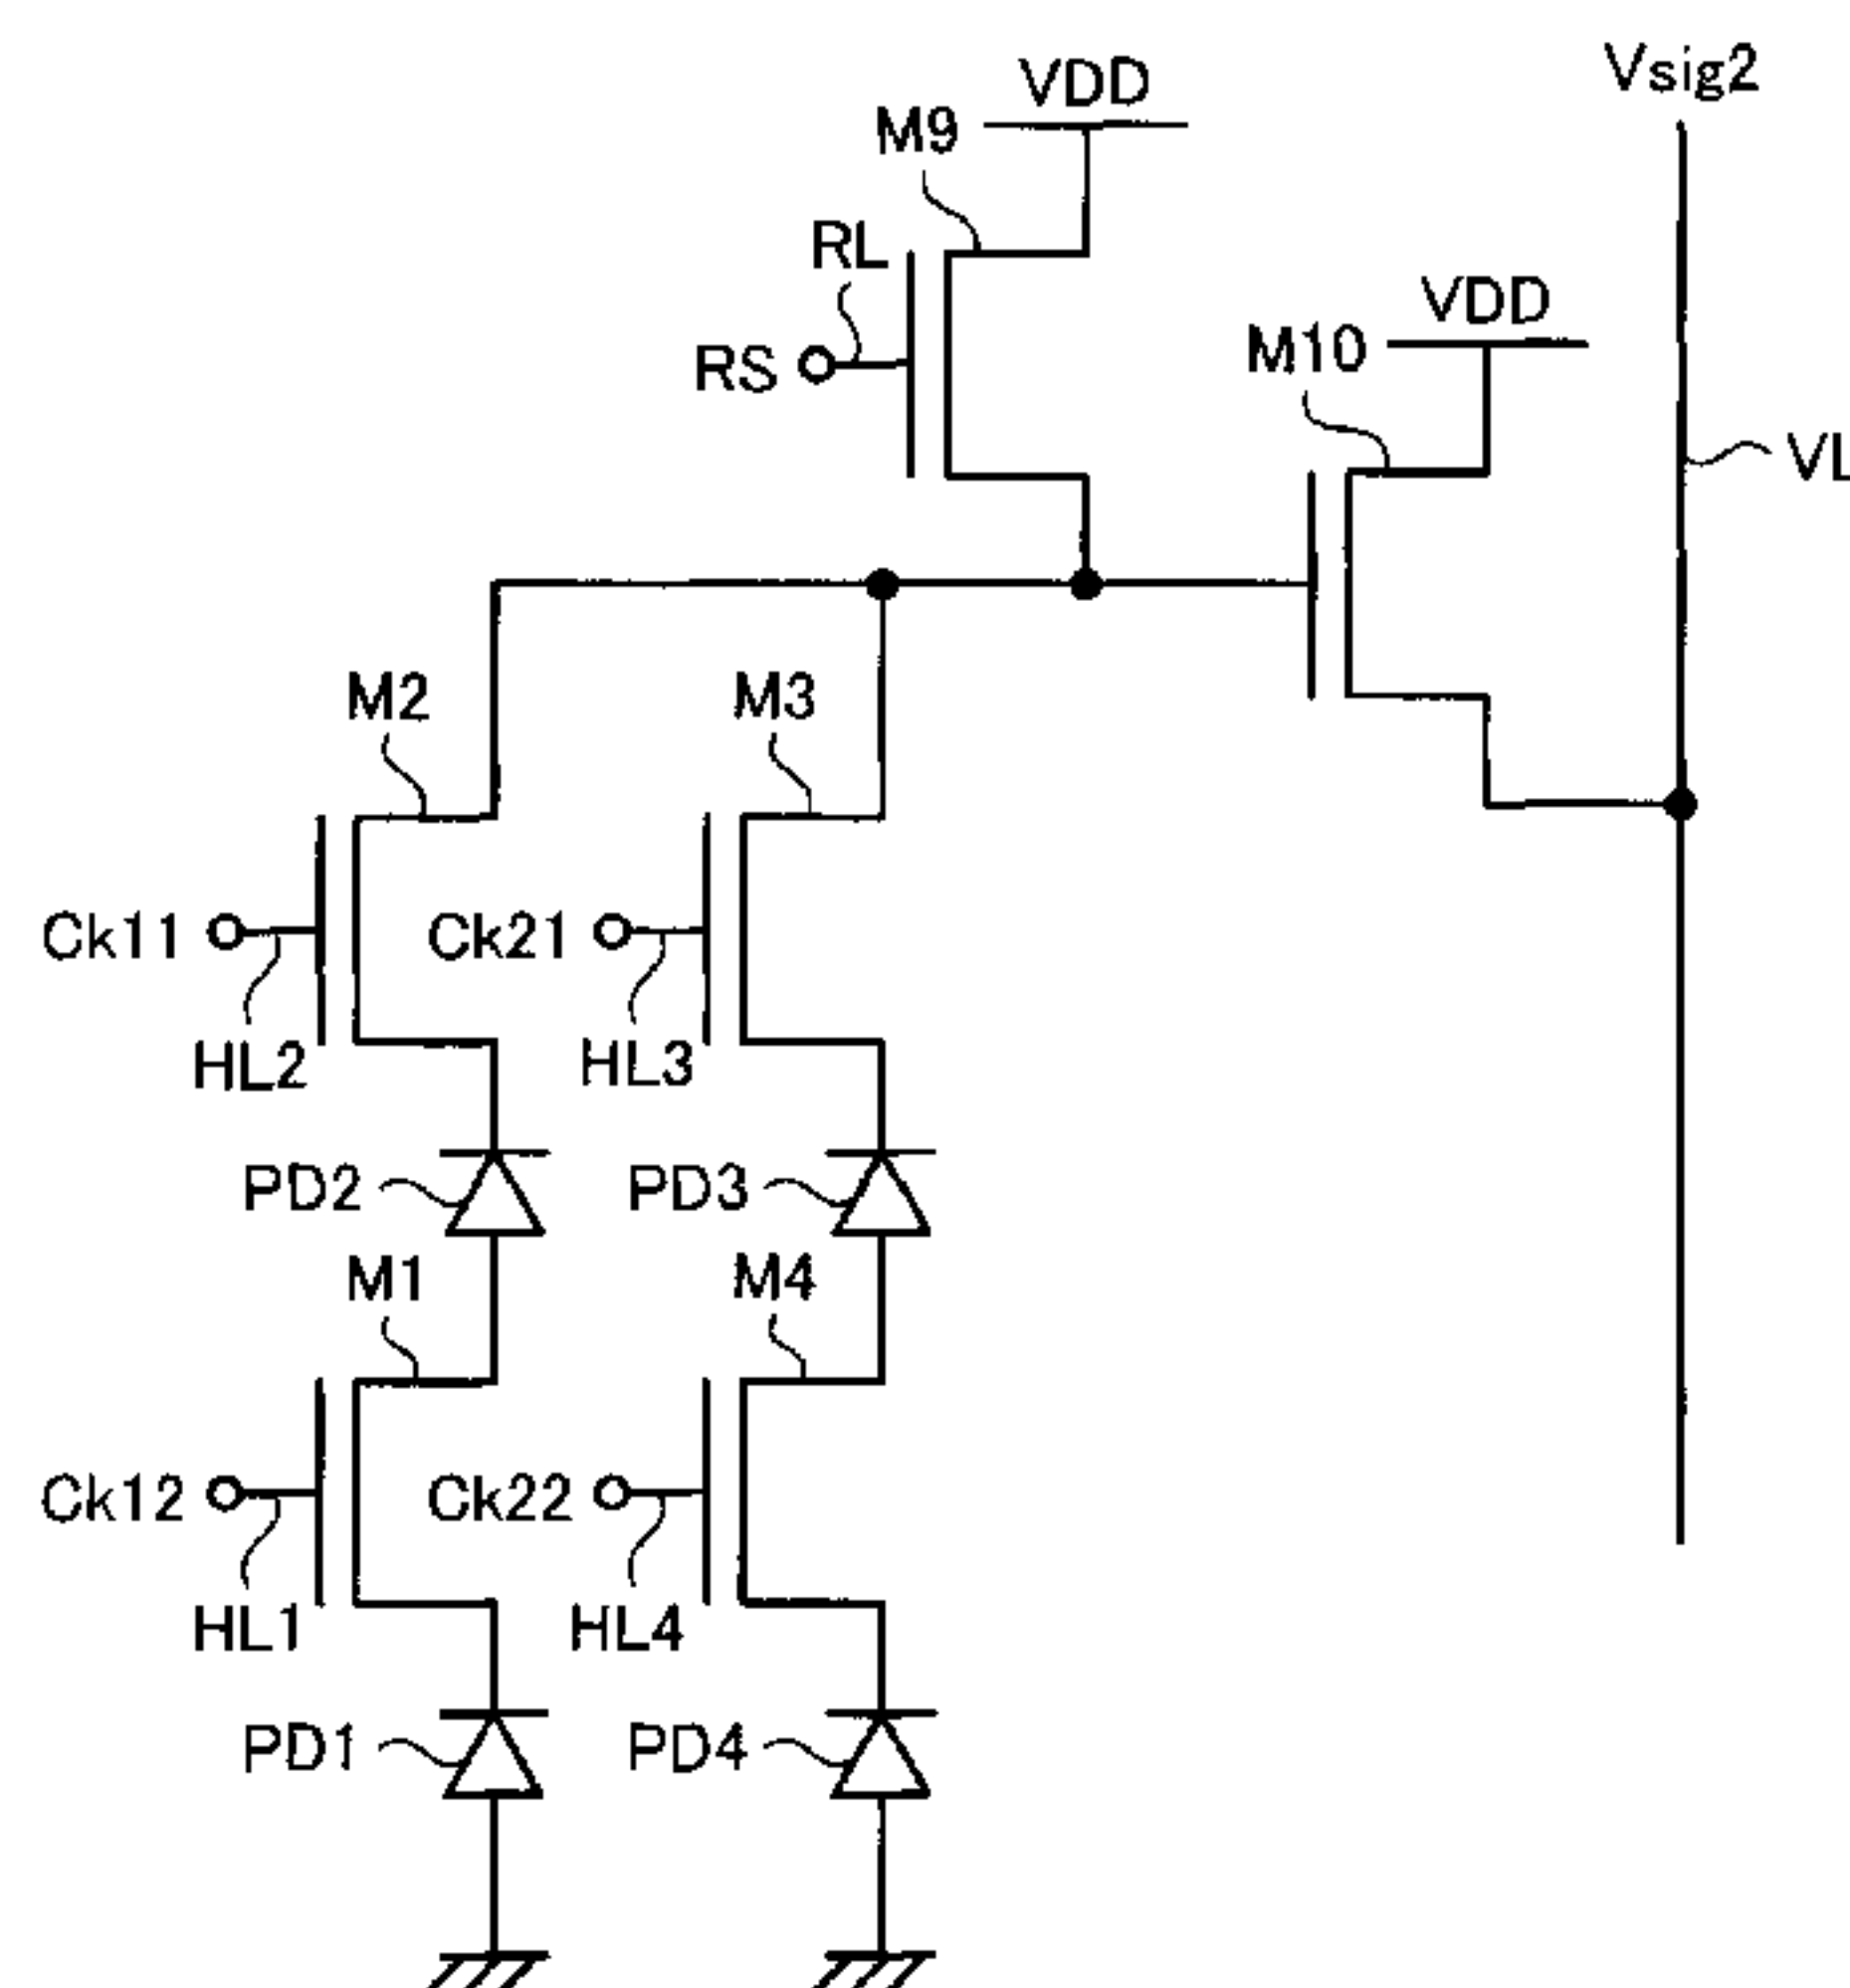 VDD
Vsig2
M9
RL
VDD
M10
RS
VL
M2
M3
Ck11
Ck21
HL2
HL3
PD2
PD3
M1
M4
Ck12
Ck22
HL1
HL4
PD1
PD4